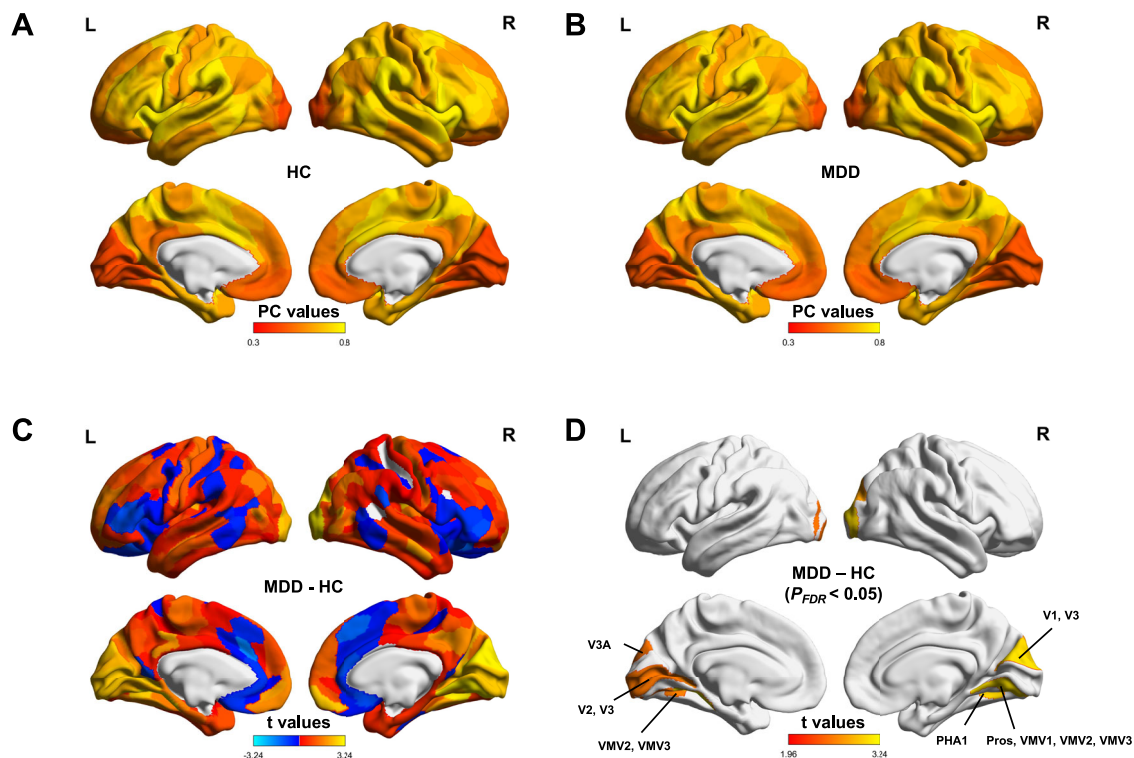 A
L
R
HC
PC values
0.3
0.8
B
L
R
MDD
PC values
0.3
0.8
C
L
R
MDD - HC
t values
-3.24
3.24
D
L
R
MDD – HC
(P_FDR < 0.05)
V3A
V1, V3
V2, V3
VMV2, VMV3
PHA1
Pros, VMV1, VMV2, VMV3
t values
1.96
3.24